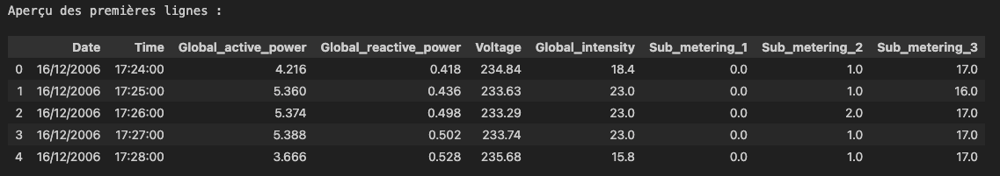 Aperçu des premières lignes :
Date Time Global_active_power Global_reactive_power Voltage Global_intensity Sub_metering_1 Sub_metering_2 Sub_metering_3
0 16/12/2006 17:24:00 4.216 0.418 234.84 18.4 0.0 1.0 17.0
1 16/12/2006 17:25:00 5.360 0.436 233.63 23.0 0.0 1.0 16.0
2 16/12/2006 17:26:00 5.374 0.498 233.29 23.0 0.0 2.0 17.0
3 16/12/2006 17:27:00 5.388 0.502 233.74 23.0 0.0 1.0 17.0
4 16/12/2006 17:28:00 3.666 0.528 235.68 15.8 0.0 1.0 17.0